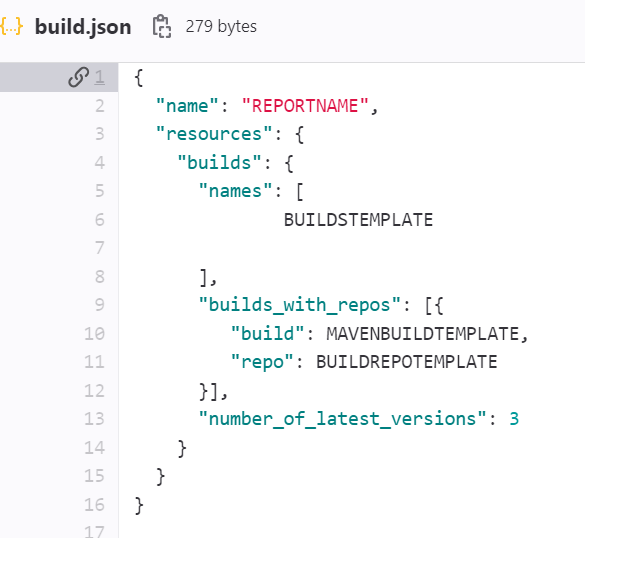 {...} build.json 279 bytes
1 {
2   "name": "REPORTNAME",
3   "resources": {
4     "builds": {
5       "names": [
6               BUILDSTEMPLATE
7
8       ],
9       "builds_with_repos": [{
10         "build": MAVENBUILDTEMPLATE,
11         "repo": BUILDREPOTEMPLATE
12       }],
13       "number_of_latest_versions": 3
14     }
15   }
16 }
17